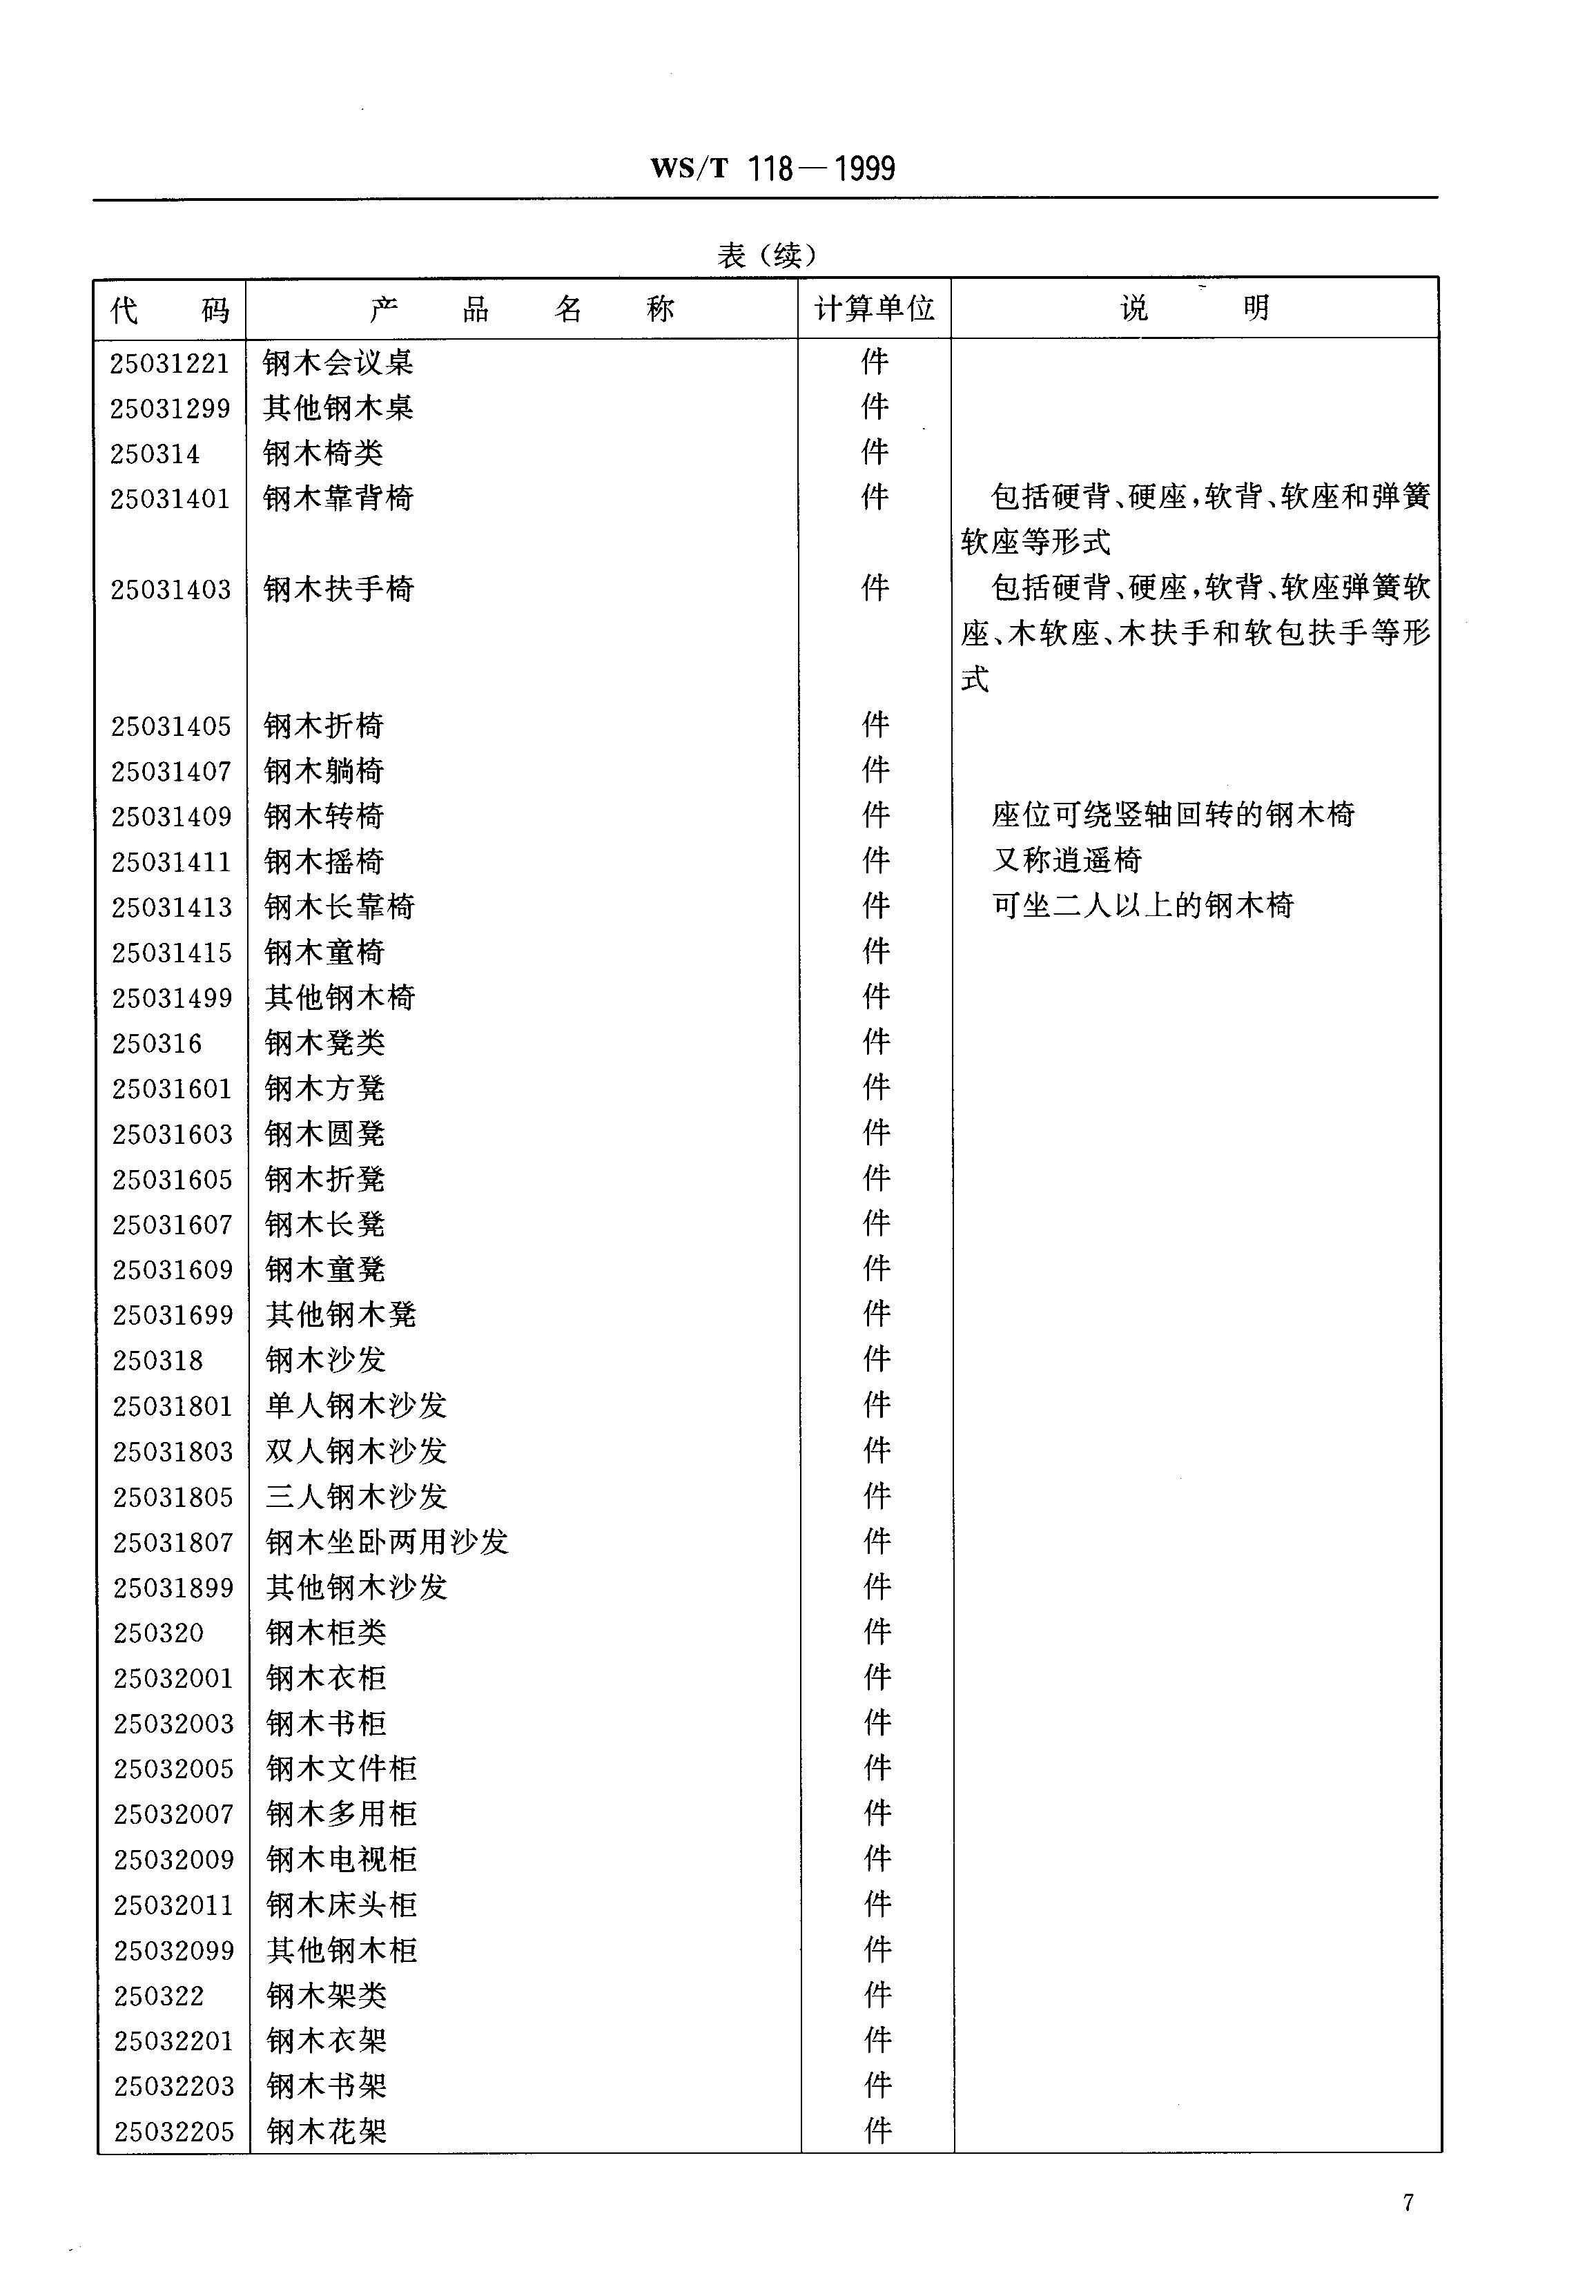 WS/T 118—1999
表（续）
代 码 产 品 名 称 计算单位 说 明
25031221 钢木会议桌 件
25031299 其他钢木桌 件
250314 钢木椅类 件
25031401 钢木靠背椅 件 包括硬背、硬座,软背、软座和弹簧
软座等形式
25031403 钢木扶手椅 件 包括硬背、硬座,软背、软座弹簧软
座、木软座、木扶手和软包扶手等形
式
25031405 钢木折椅 件
25031407 钢木躺椅 件
25031409 钢木转椅 件 座位可绕竖轴回转的钢木椅
25031411 钢木摇椅 件 又称逍遥椅
25031413 钢木长靠椅 件 可坐二人以上的钢木椅
25031415 钢木童椅 件
25031499 其他钢木椅 件
250316 钢木凳类 件
25031601 钢木方凳 件
25031603 钢木圆凳 件
25031605 钢木折凳 件
25031607 钢木长凳 件
25031609 钢木童凳 件
25031699 其他钢木凳 件
250318 钢木沙发 件
25031801 单人钢木沙发 件
25031803 双人钢木沙发 件
25031805 三人钢木沙发 件
25031807 钢木坐卧两用沙发 件
25031899 其他钢木沙发 件
250320 钢木柜类 件
25032001 钢木衣柜 件
25032003 钢木书柜 件
25032005 钢木文件柜 件
25032007 钢木多用柜 件
25032009 钢木电视柜 件
25032011 钢木床头柜 件
25032099 其他钢木柜 件
250322 钢木架类 件
25032201 钢木衣架 件
25032203 钢木书架 件
25032205 钢木花架 件
7